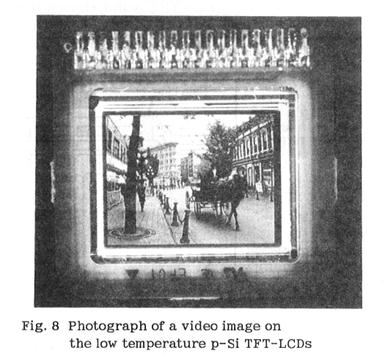 Fig. 8 Photograph of a video image on
the low temperature p-Si TFT-LCDs